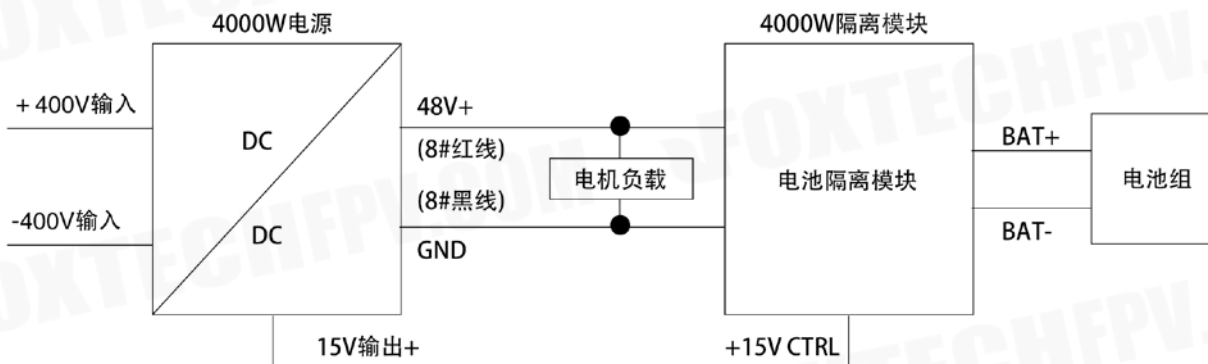 4000W电源
4000W隔离模块
+400V输入
-400V输入
DC
DC
48V+
(8#红线)
(8#黑线)
GND
电机负载
电池隔离模块
BAT+
BAT-
电池组
15V输出+
+15V CTRL
FOXTECHFPV.COM
FOXTECHFPV.